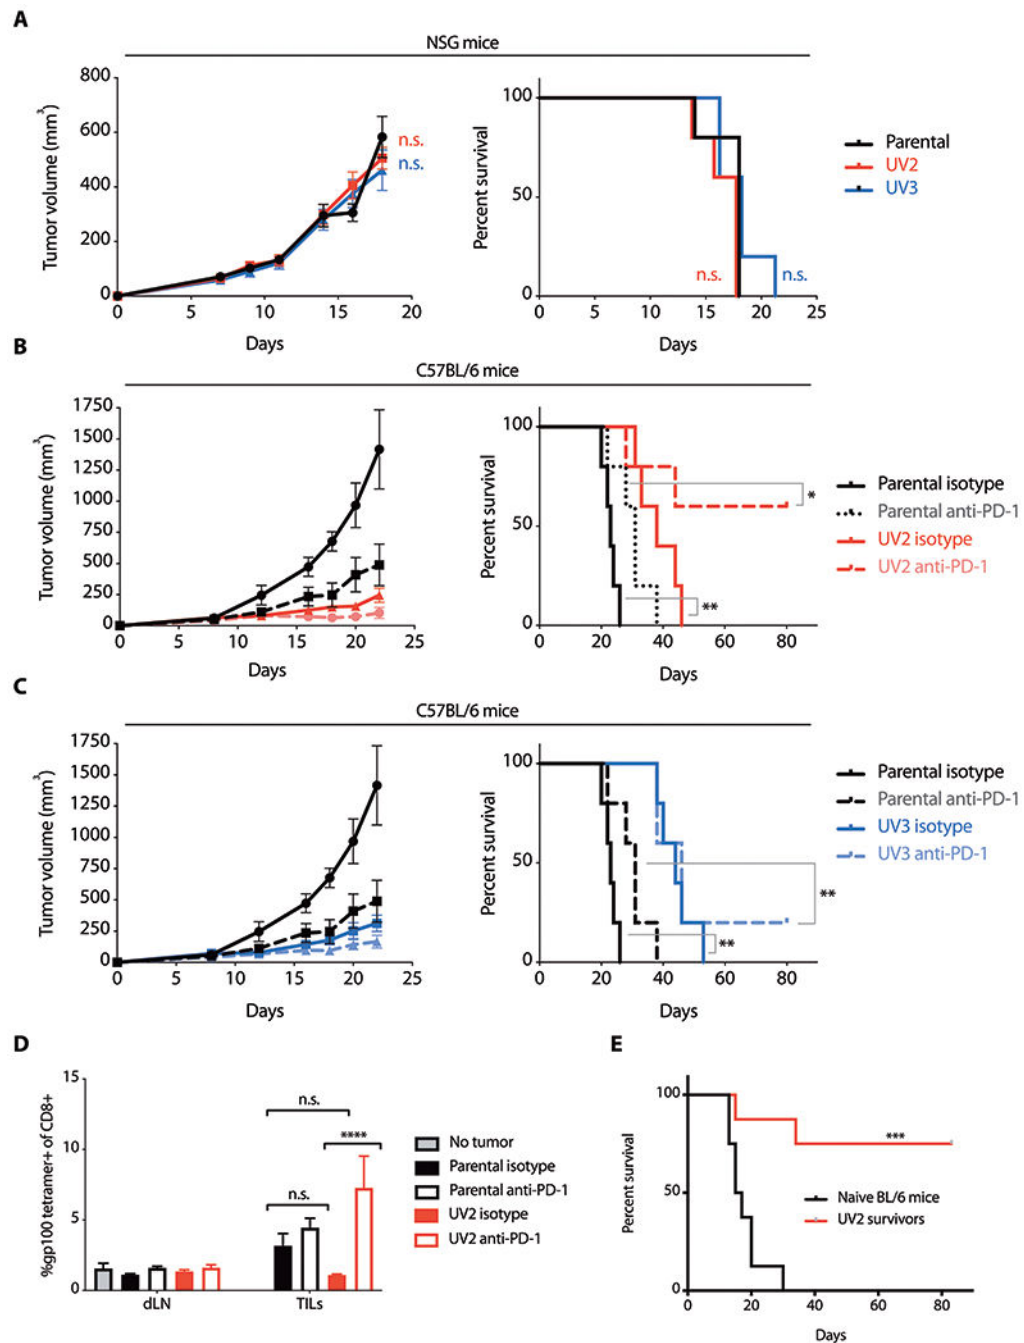 A
NSG mice
Tumor volume (mm³)
800
600
400
200
0
n.s.
n.s.
0 5 10 15 20
Days
Percent survival
100
50
0
n.s. n.s.
0 5 10 15 20 25
Days
Parental
UV2
UV3
B
C57BL/6 mice
Tumor volume (mm³)
1750
1500
1250
1000
750
500
250
0
0 5 10 15 20 25
Days
Percent survival
100
50
0
*
**
0 20 40 60 80
Days
Parental isotype
Parental anti-PD-1
UV2 isotype
UV2 anti-PD-1
C
C57BL/6 mice
Tumor volume (mm³)
1750
1500
1250
1000
750
500
250
0
0 5 10 15 20 25
Days
Percent survival
100
50
0
**
**
0 20 40 60 80
Days
Parental isotype
Parental anti-PD-1
UV3 isotype
UV3 anti-PD-1
D
%gp100 tetramer+ of CD8+
15
10
5
0
n.s.
****
n.s.
dLN TILs
No tumor
Parental isotype
Parental anti-PD-1
UV2 isotype
UV2 anti-PD-1
E
Percent survival
100
50
0
***
Naive BL/6 mice
UV2 survivors
0 20 40 60 80
Days